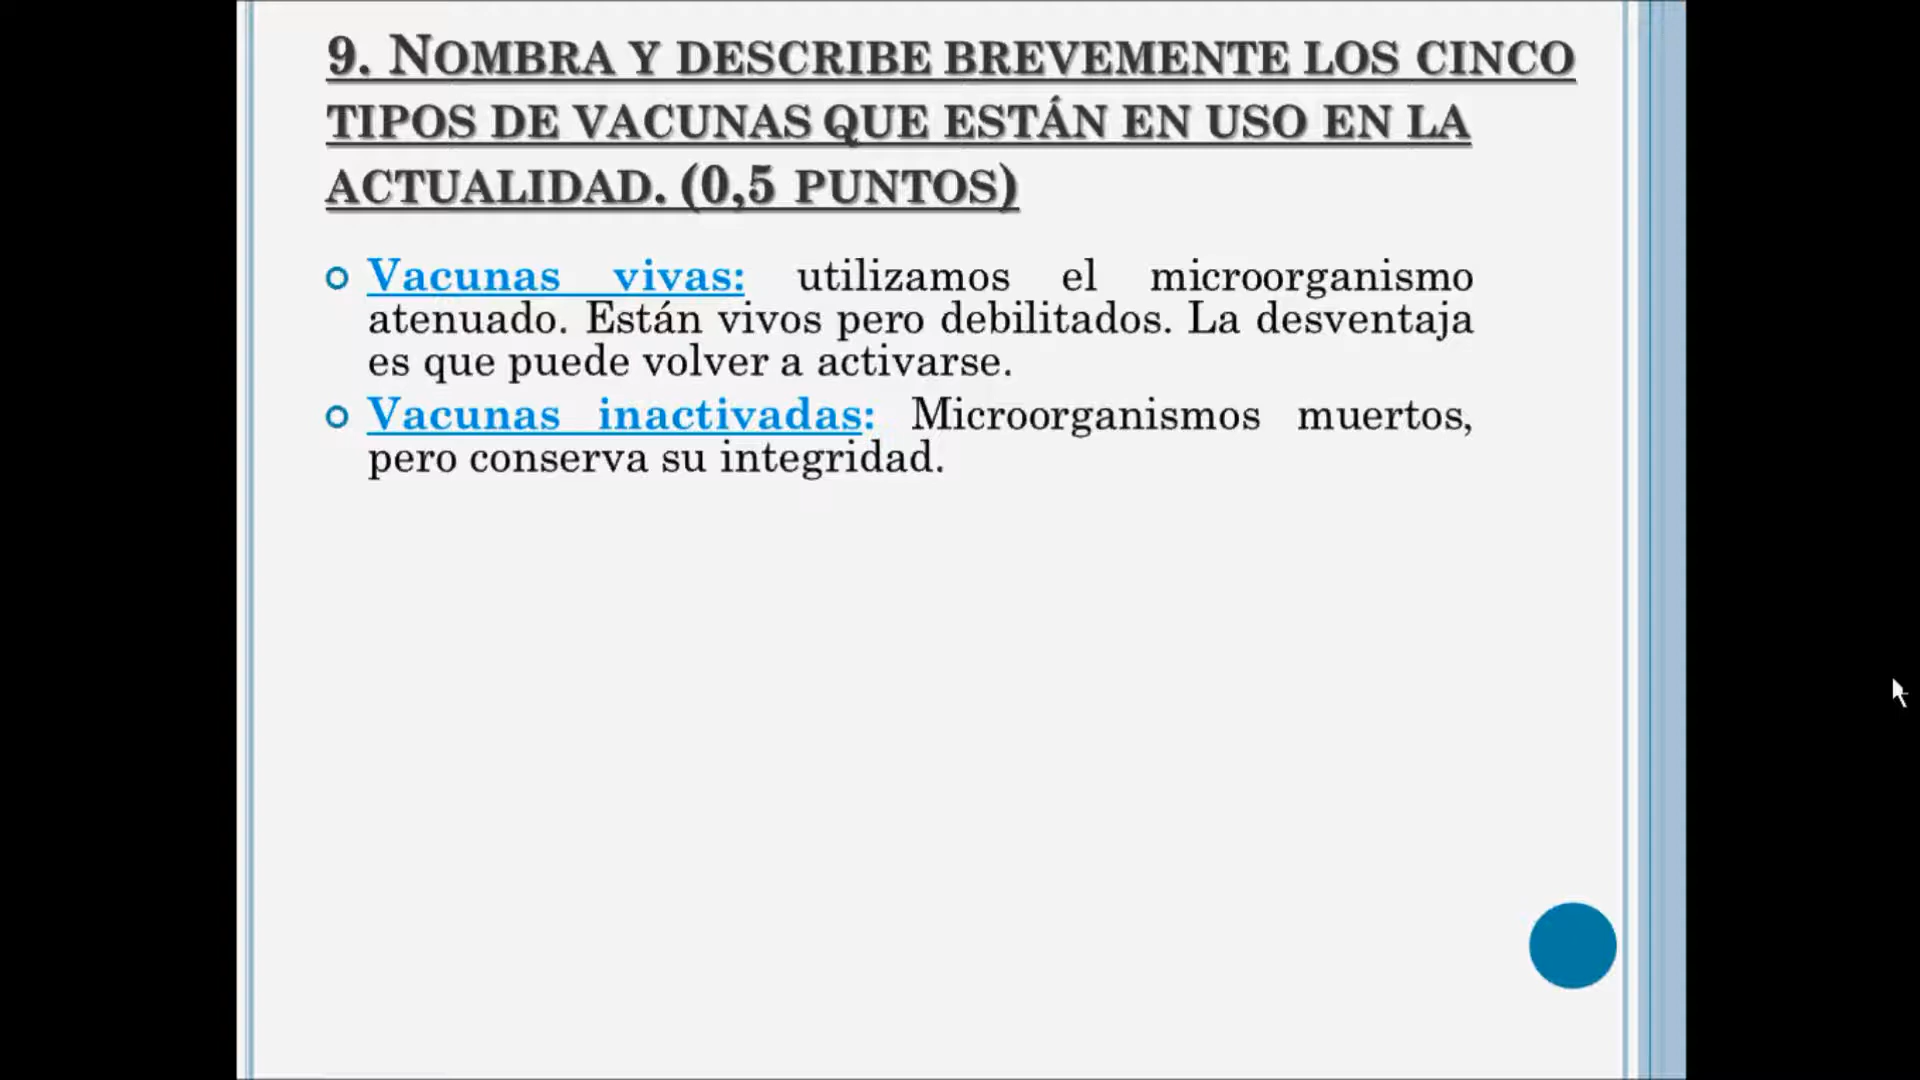 9. NOMBRA Y DESCRIBE BREVEMENTE LOS CINCO
TIPOS DE VACUNAS QUE ESTÁN EN USO EN LA
ACTUALIDAD. (0,5 PUNTOS)
Vacunas vivas: utilizamos el microorganismo
atenuado. Están vivos pero debilitados. La desventaja
es que puede volver a activarse.
Vacunas inactivadas: Microorganismos muertos,
pero conserva su integridad.